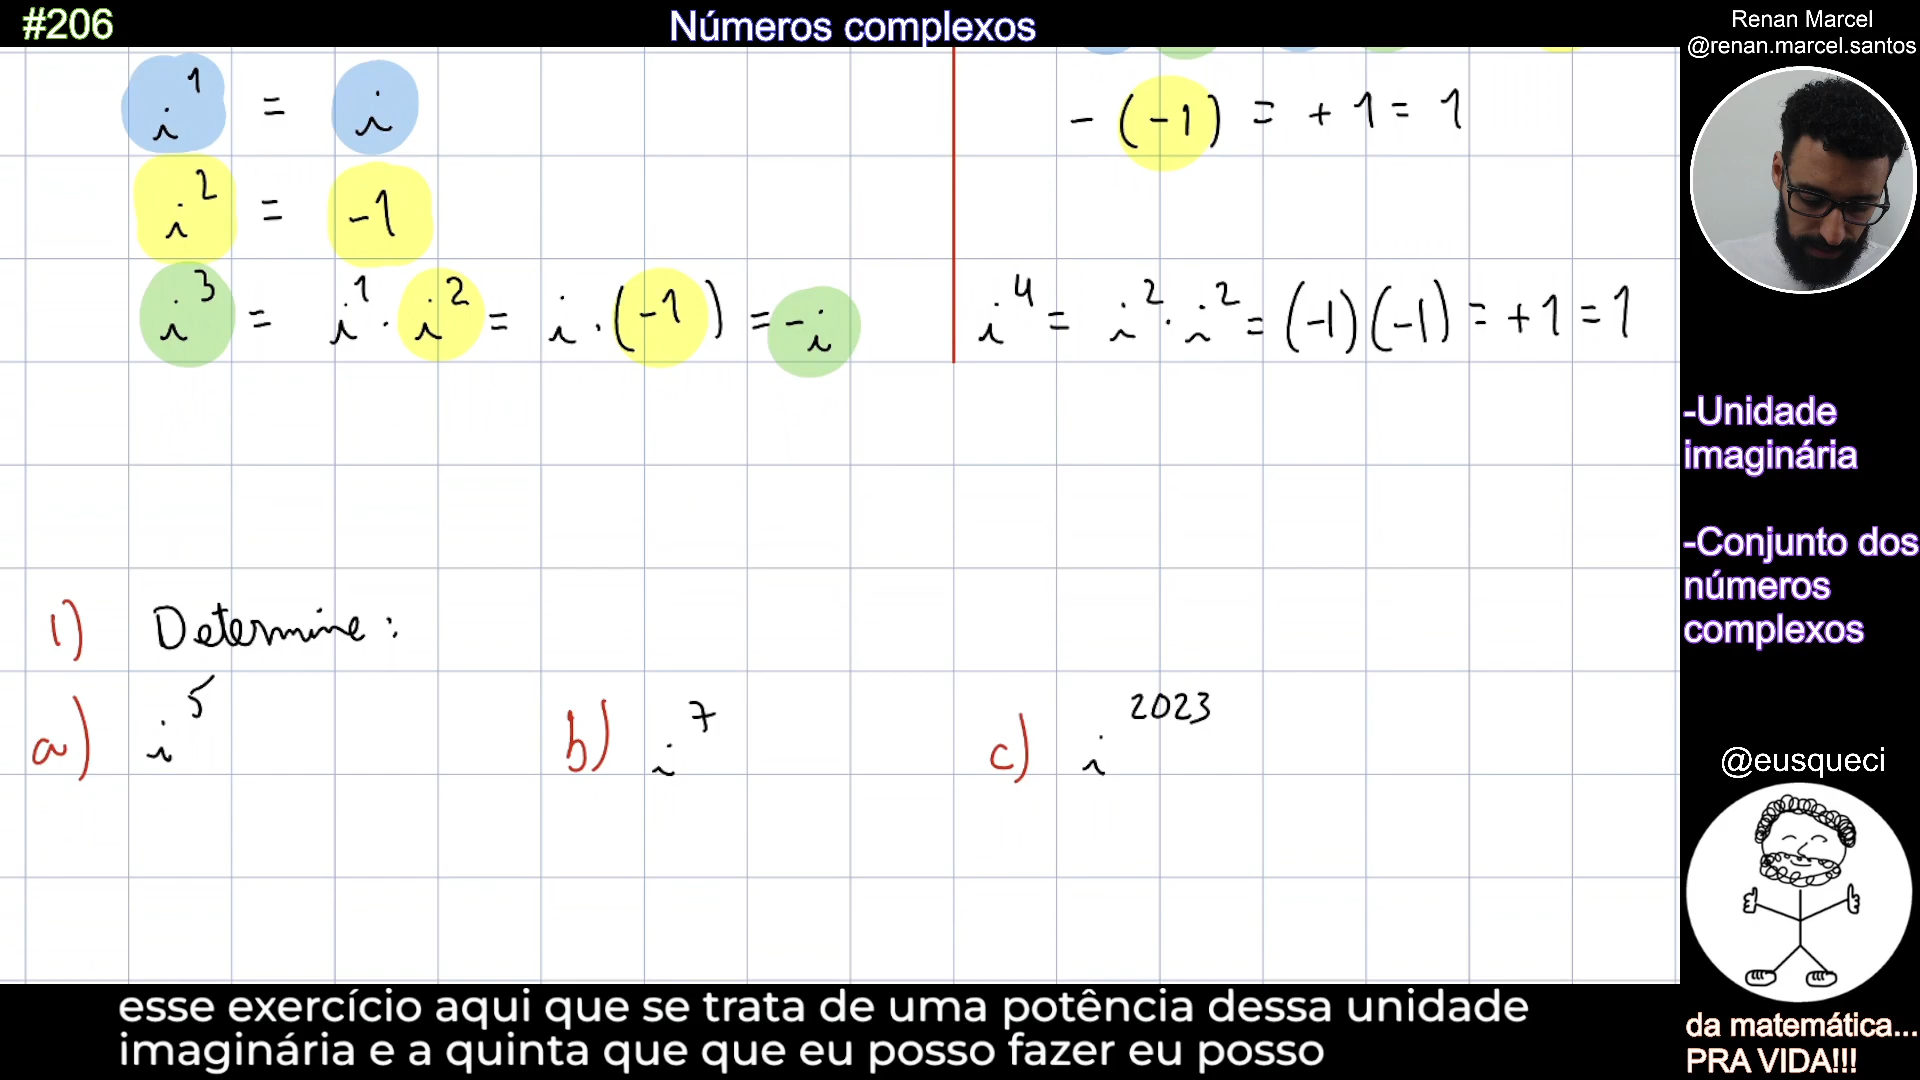 #206
Números complexos
Renan Marcel
@renan.marcel.santos
i¹ = i
-(-1) = +1 = 1
i² = -1
i³ = i¹ · i² = i · (-1) = -i
i⁴ = i² · i² = (-1)(-1) = +1 = 1
-Unidade
imaginária
-Conjunto dos
números
complexos
1) Determine:
a) i⁵
b) i⁷
c) i²⁰²³
@eusqueci
da matemática...
PRA VIDA!!!
esse exercício aqui que se trata de uma potência dessa unidade
imaginária e a quinta que que eu posso fazer eu posso